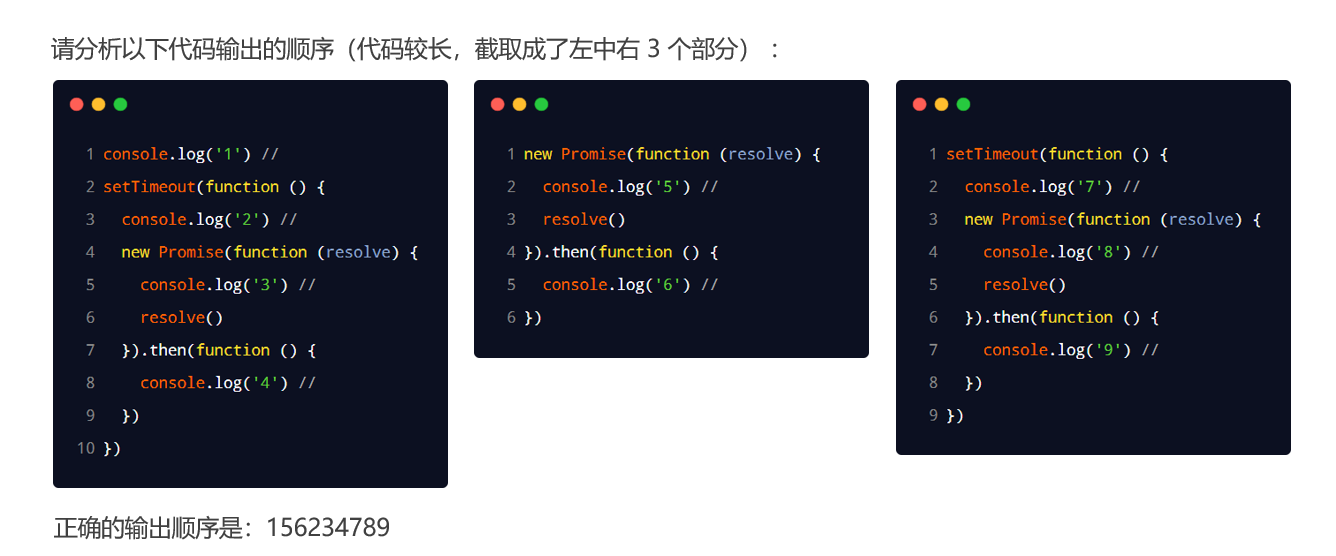 请分析以下代码输出的顺序（代码较长，截取成了左中右 3 个部分）：
1 console.log('1') //
2 setTimeout(function () {
3   console.log('2') //
4   new Promise(function (resolve) {
5     console.log('3') //
6     resolve()
7   }).then(function () {
8     console.log('4') //
9   })
10 })
1 new Promise(function (resolve) {
2   console.log('5') //
3   resolve()
4 }).then(function () {
5   console.log('6') //
6 })
1 setTimeout(function () {
2   console.log('7') //
3   new Promise(function (resolve) {
4     console.log('8') //
5     resolve()
6   }).then(function () {
7     console.log('9') //
8   })
9 })
正确的输出顺序是：156234789